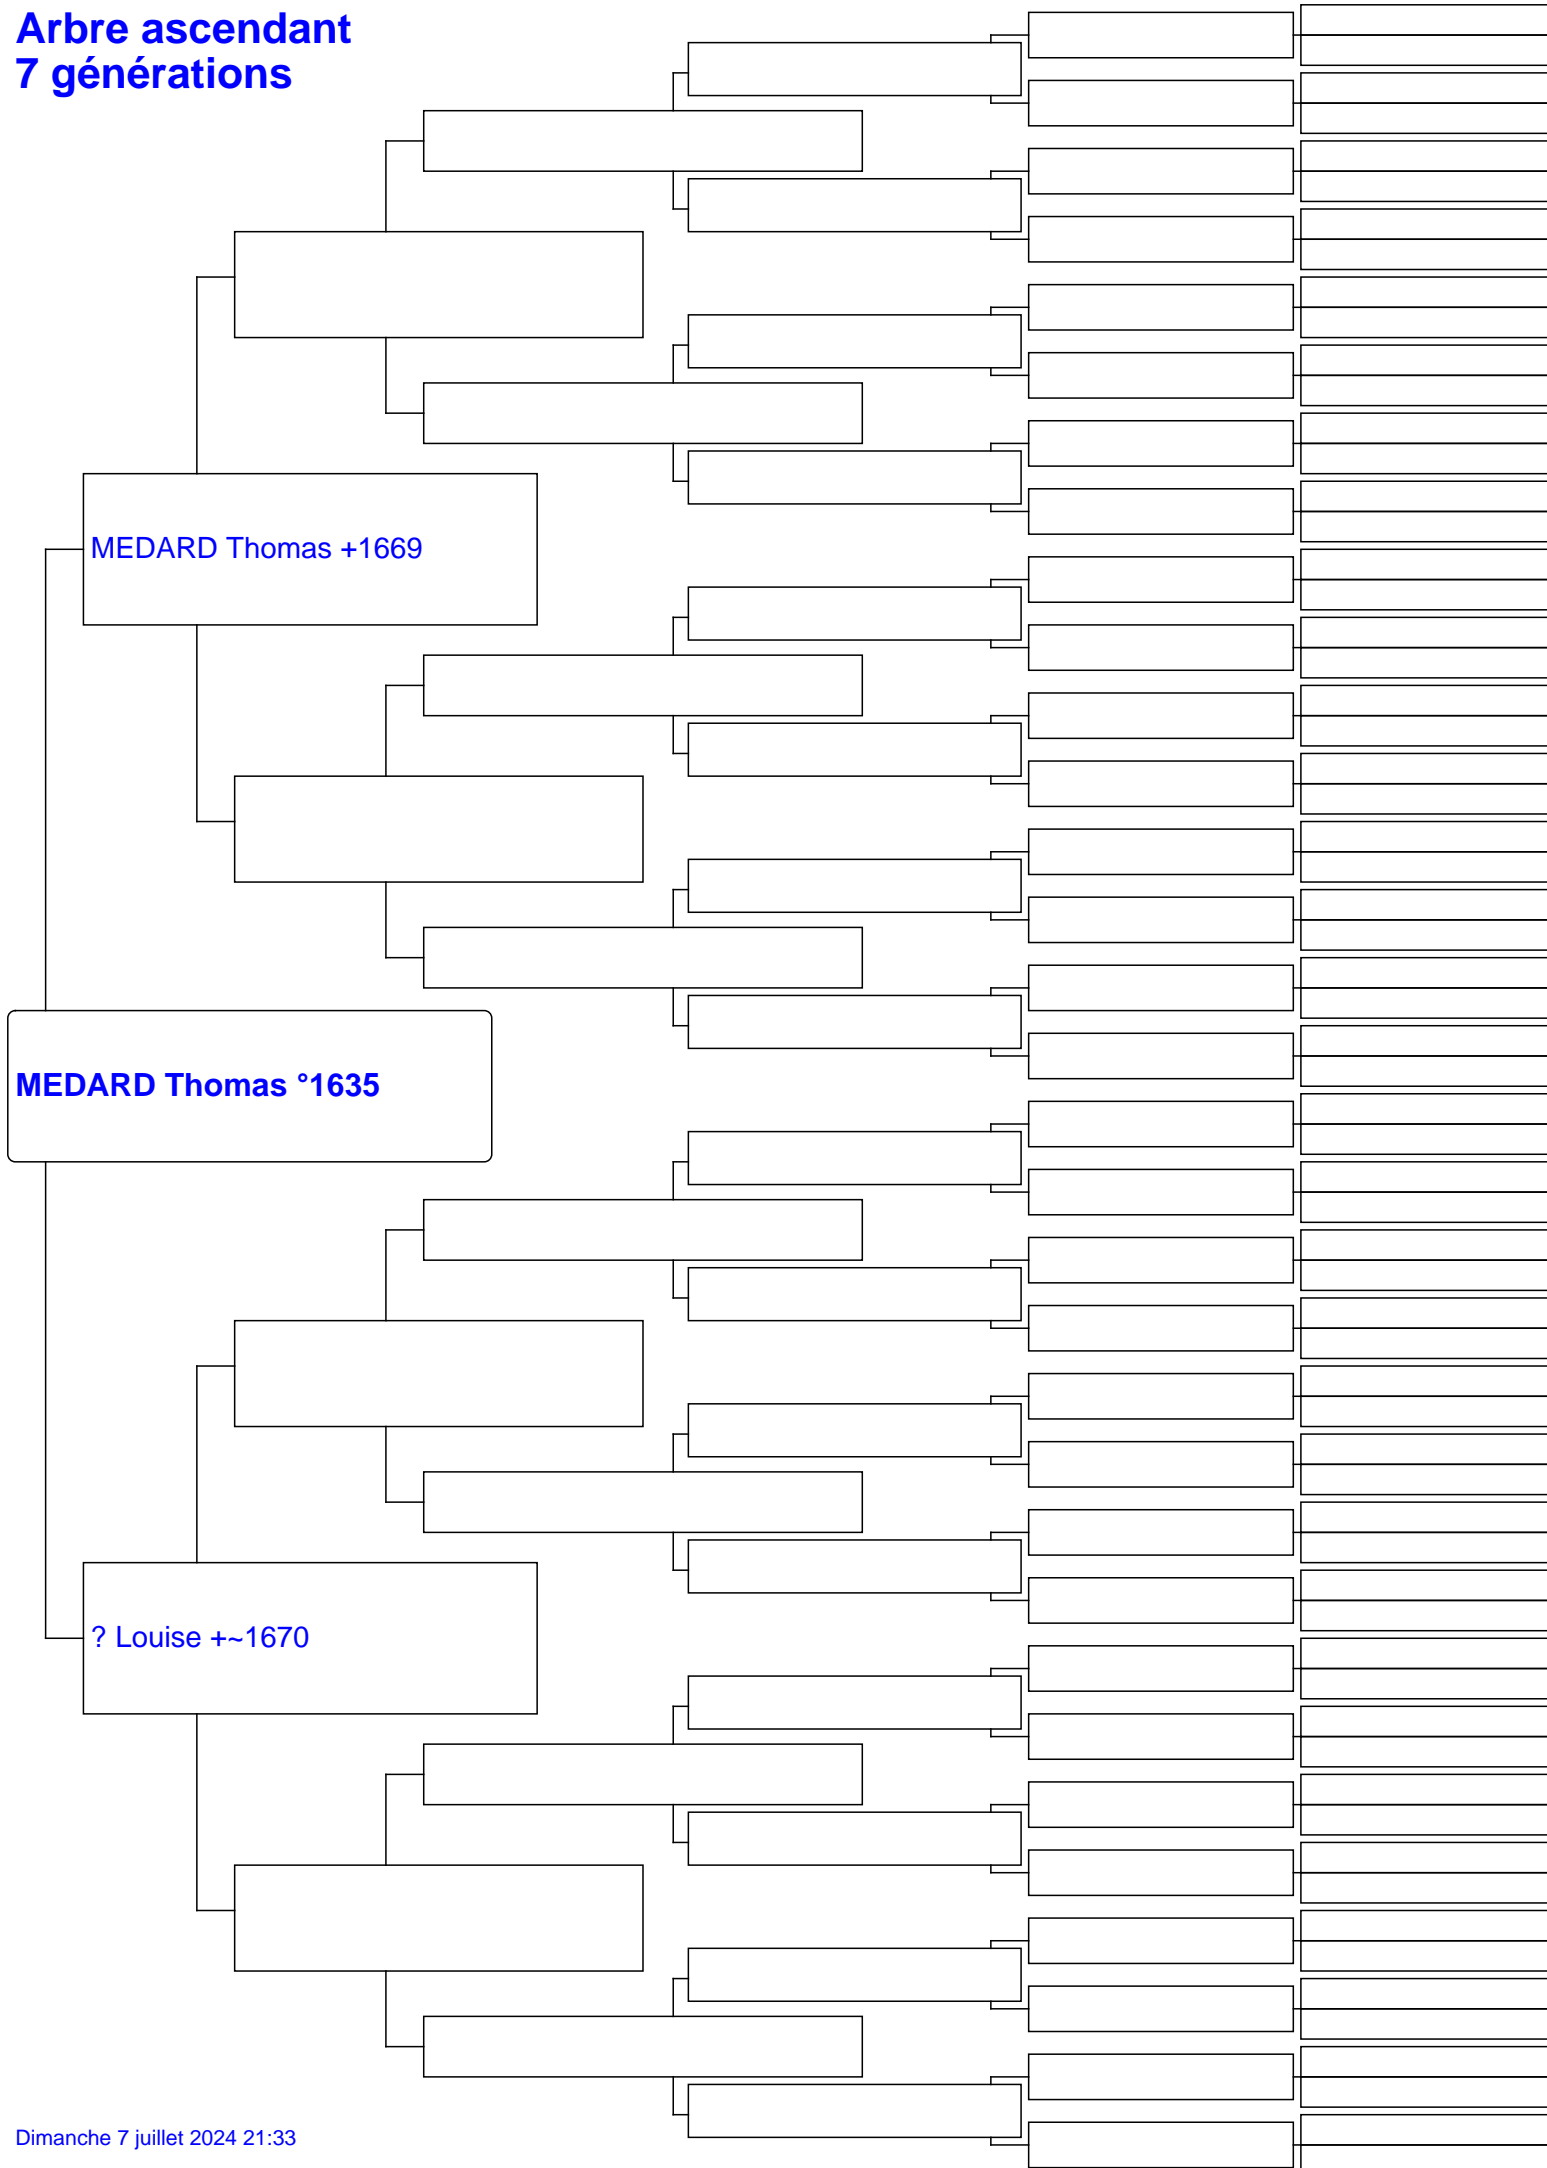 Arbre ascendant
7 générations
MEDARD Thomas +1669
MEDARD Thomas °1635
? Louise +~1670
Dimanche 7 juillet 2024 21:33